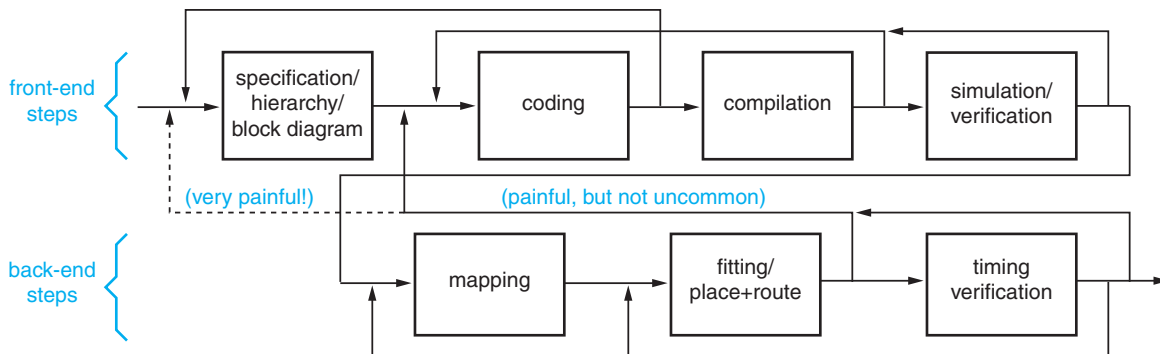 front-end
steps
specification/
hierarchy/
block diagram
coding
compilation
simulation/
verification
(very painful!)
(painful, but not uncommon)
back-end
steps
mapping
fitting/
place+route
timing
verification